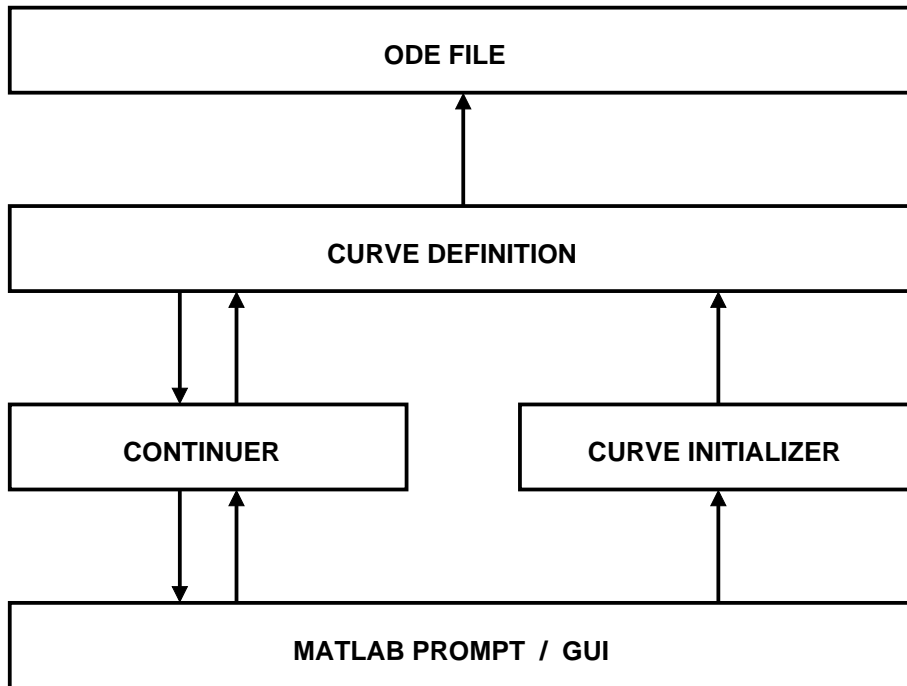 ODE FILE
CURVE DEFINITION
CONTINUER
CURVE INITIALIZER
MATLAB PROMPT / GUI